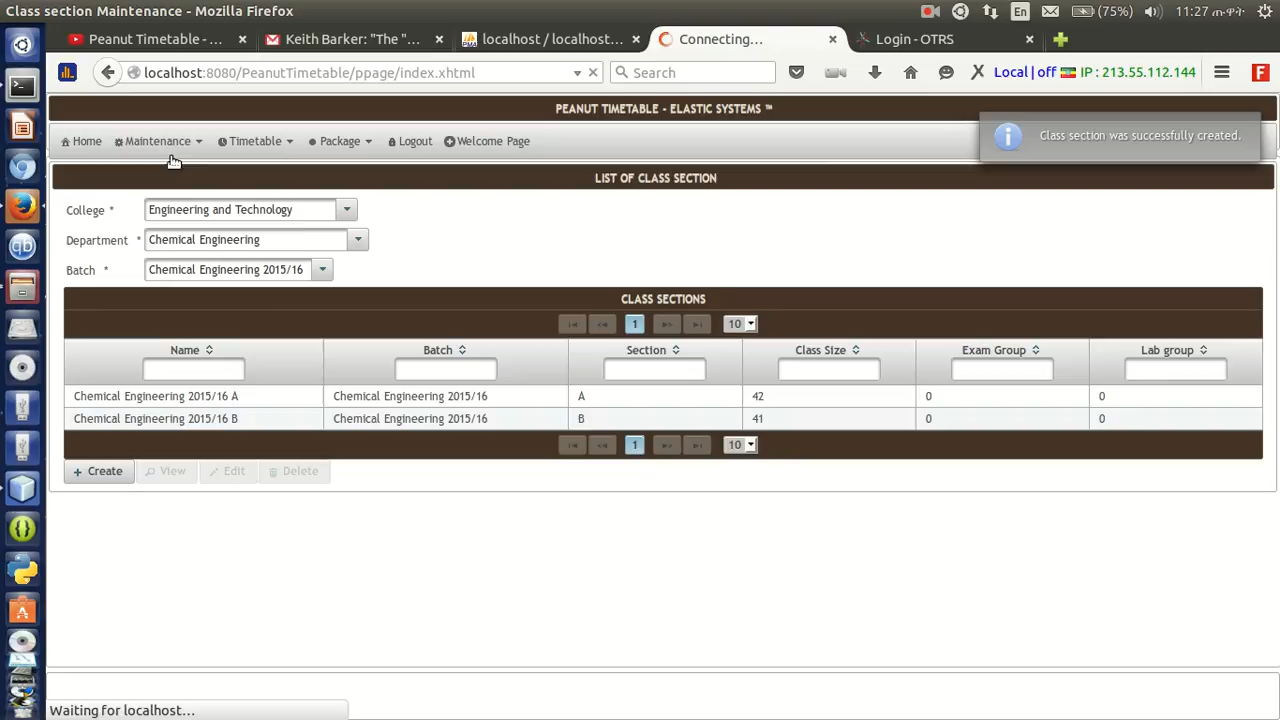 Class section Maintenance - Mozilla Firefox
En (75%) 11:27 ጡዋት
Peanut Timetable - ... × Keith Barker: "The "... × localhost / localhost... × Connecting... × Login - OTRS ×
localhost:8080/PeanutTimetable/ppage/index.xhtml Search Local | off IP : 213.55.112.144
PEANUT TIMETABLE - ELASTIC SYSTEMS ™
Home Maintenance Timetable Package Logout Welcome Page
Class section was successfully created.
LIST OF CLASS SECTION
College * Engineering and Technology
Department * Chemical Engineering
Batch * Chemical Engineering 2015/16
CLASS SECTIONS
1 10
Name Batch Section Class Size Exam Group Lab group
Chemical Engineering 2015/16 A Chemical Engineering 2015/16 A 42 0 0
Chemical Engineering 2015/16 B Chemical Engineering 2015/16 B 41 0 0
1 10
Create View Edit Delete
Waiting for localhost...